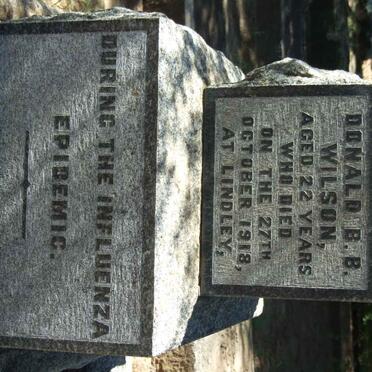 DONALD B. B.
WILSON,
AGED 22 YEARS
WHO DIED
ON THE 27TH
OCTOBER 1918,
AT LINDLEY,
DURING THE INFLUENZA
EPIDEMIC.